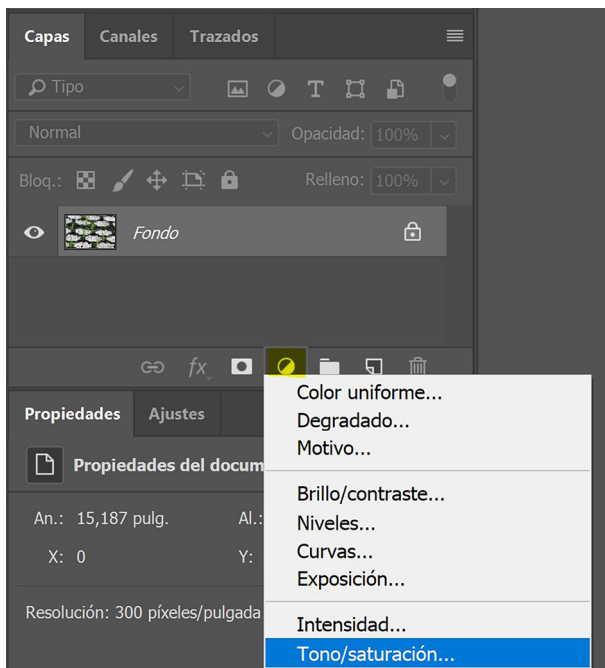 Capas Canales Trazados
Tipo
Normal Opacidad: 100%
Bloq.: Relleno: 100%
Fondo
fx
Color uniforme...
Propiedades Ajustes
Degradado...
Motivo...
Propiedades del docum
Brillo/contraste...
An.: 15,187 pulg. Al.:
Niveles...
Curvas...
X: 0 Y:
Exposición...
Resolución: 300 píxeles/pulgada
Intensidad...
Tono/saturación...